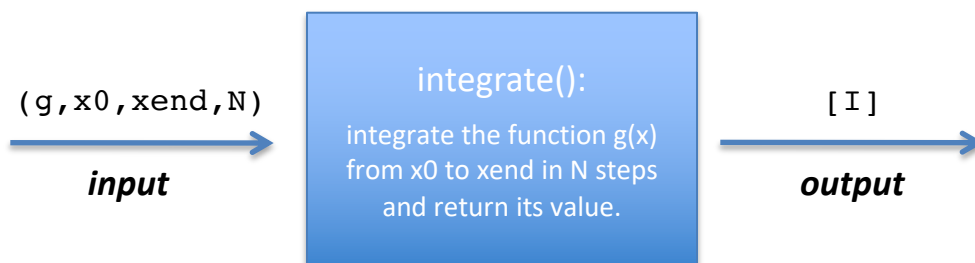 (g,x0,xend,N)
input
integrate():
integrate the function g(x)
from x0 to xend in N steps
and return its value.
[I]
output